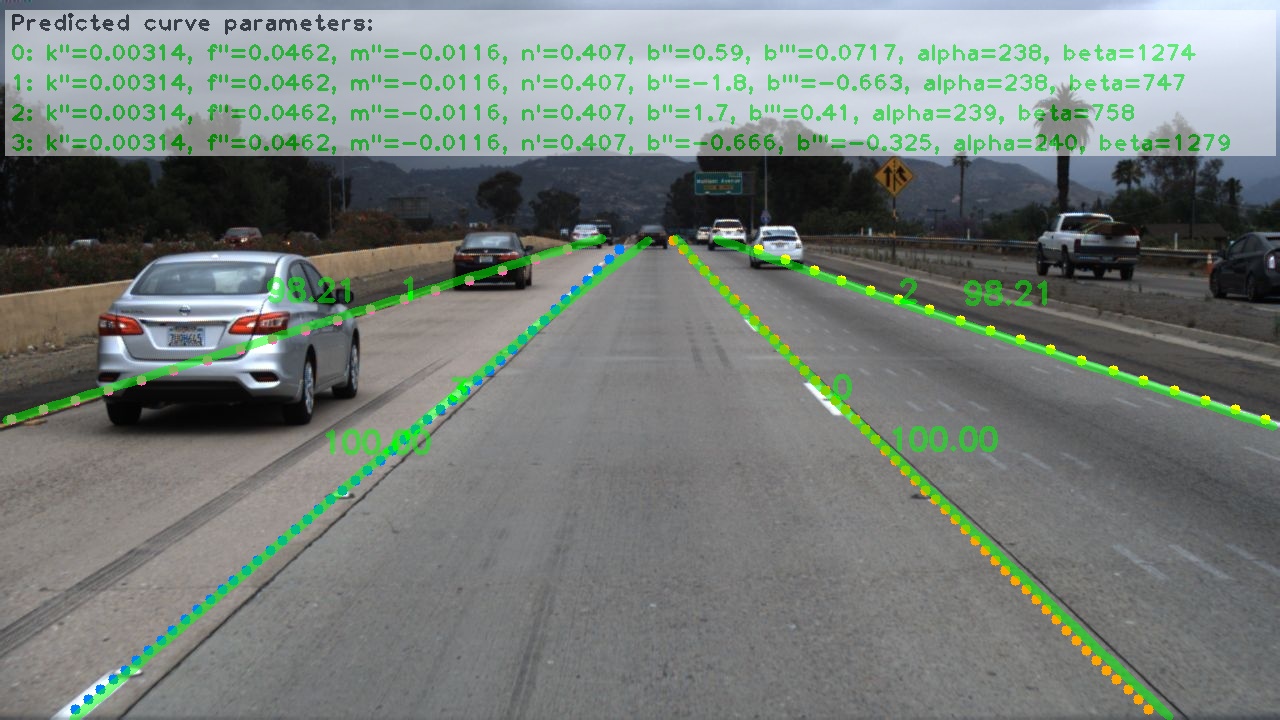 Predicted curve parameters:
0: k''=0.00314, f''=0.0462, m''=-0.0116, n'=0.407, b''=0.59, b'''=0.0717, alpha=238, beta=1274
1: k''=0.00314, f''=0.0462, m''=-0.0116, n'=0.407, b''=-1.8, b'''=-0.663, alpha=238, beta=747
2: k''=0.00314, f''=0.0462, m''=-0.0116, n'=0.407, b''=1.7, b'''=0.41, alpha=239, beta=758
3: k''=0.00314, f''=0.0462, m''=-0.0116, n'=0.407, b''=-0.666, b'''=-0.325, alpha=240, beta=1279
Madison Avenue
98.21 1
2 98.21
3
0
100.00
100.00